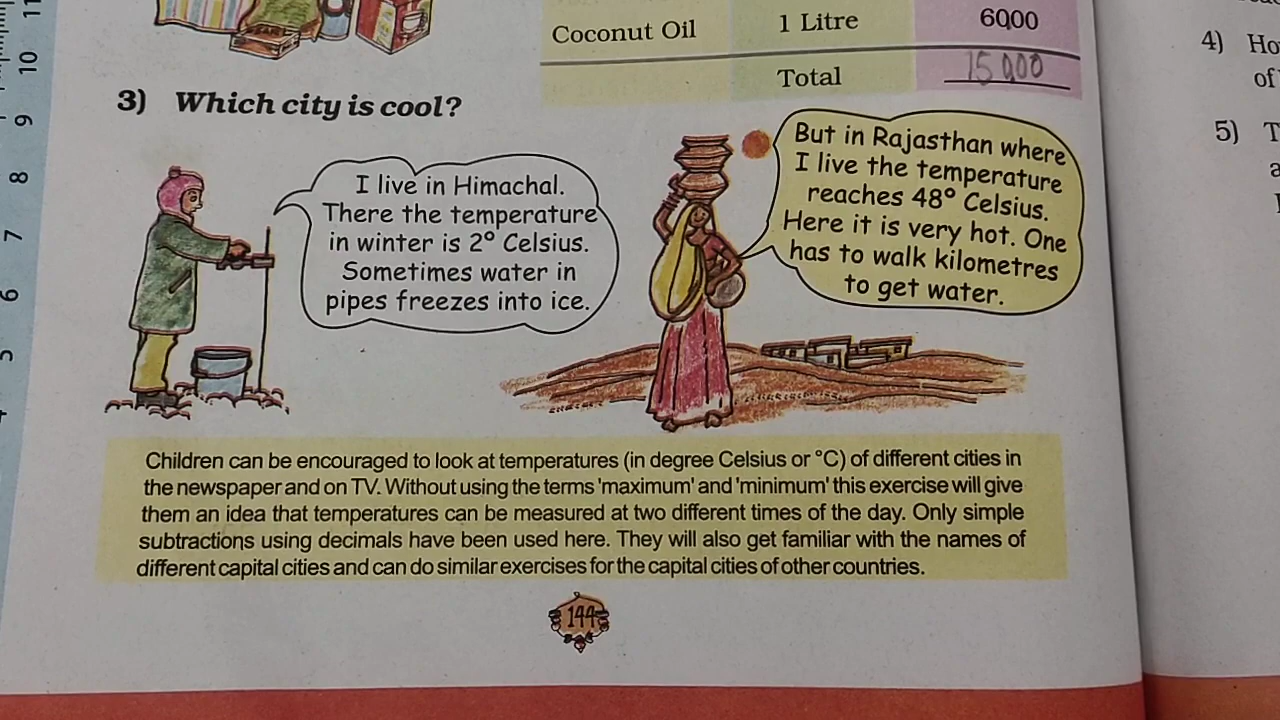 11
10
9
8
7
6
5
Coconut Oil 1 Litre 6000
Total 15000
3) Which city is cool?
I live in Himachal.
There the temperature
in winter is 2° Celsius.
Sometimes water in
pipes freezes into ice.
But in Rajasthan where
I live the temperature
reaches 48° Celsius.
Here it is very hot. One
has to walk kilometres
to get water.
Children can be encouraged to look at temperatures (in degree Celsius or °C) of different cities in
the newspaper and on TV. Without using the terms 'maximum' and 'minimum' this exercise will give
them an idea that temperatures can be measured at two different times of the day. Only simple
subtractions using decimals have been used here. They will also get familiar with the names of
different capital cities and can do similar exercises for the capital cities of other countries.
144
4) Ho
of
5) T
a